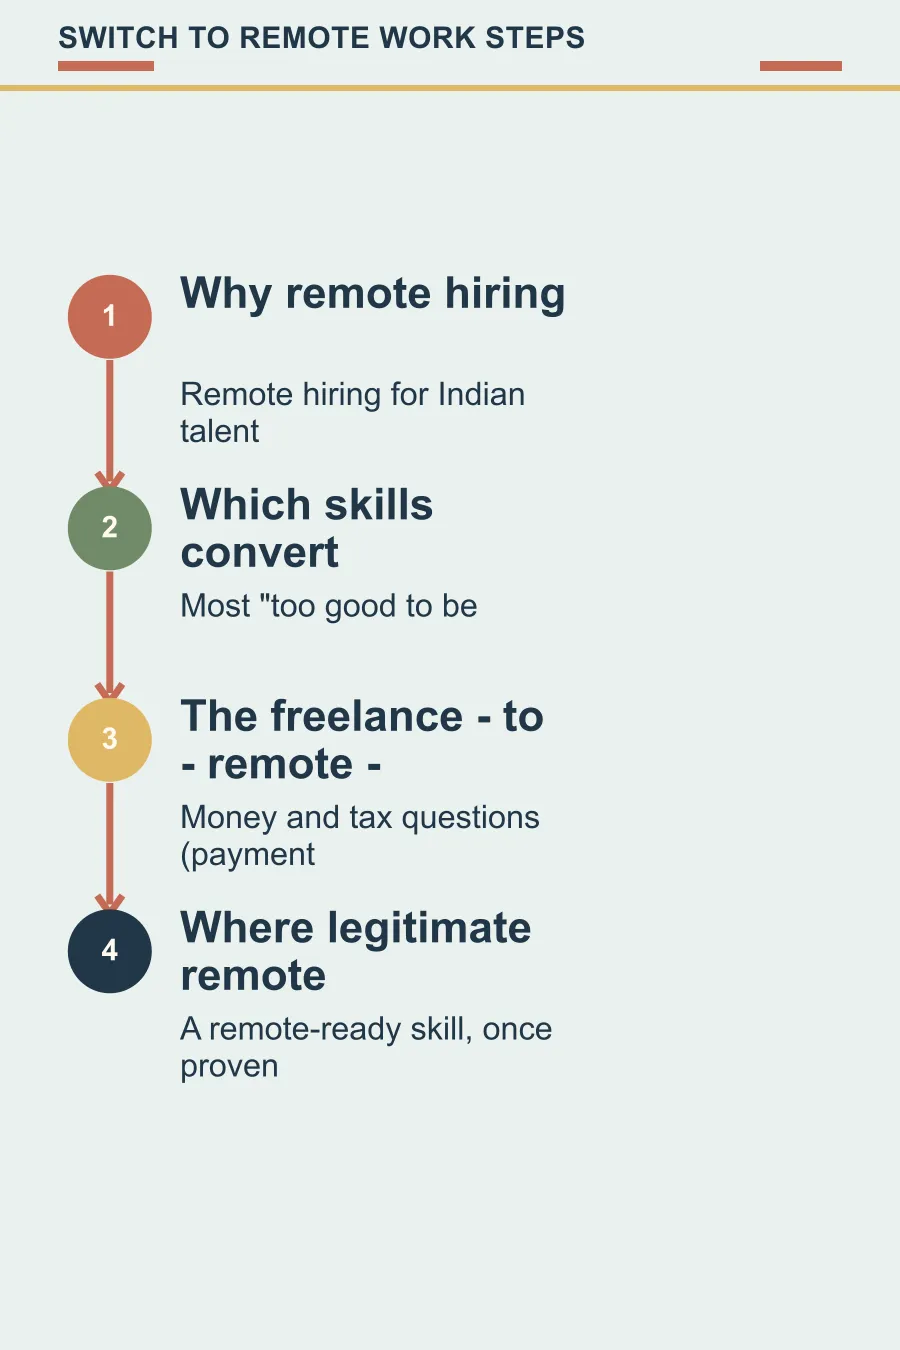 SWITCH TO REMOTE WORK STEPS
1
Why remote hiring
Remote hiring for Indian
talent
2
Which skills
convert
Most "too good to be
3
The freelance - to
- remote -
Money and tax questions
(payment
4
Where legitimate
remote
A remote-ready skill, once
proven